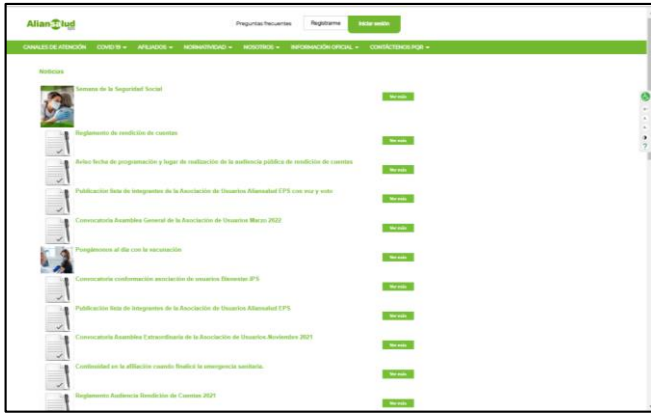 Aliansalud
Preguntas frecuentes Registrarme Iniciar sesión
CANALES DE ATENCIÓN COVID 19 AFILIADOS NORMATIVIDAD NOSOTROS INFORMACIÓN OFICIAL CONTÁCTENOS PQR
Noticias
Semana de la Seguridad Social
Ver más
Reglamento de rendición de cuentas
Ver más
Aviso fecha de programación y lugar de realización de la audiencia pública de rendición de cuentas
Ver más
Publicación lista de integrantes de la Asociación de Usuarios Aliansalud EPS con voz y voto
Ver más
Convocatoria Asamblea General de la Asociación de Usuarios Marzo 2022
Ver más
Pongámonos al día con la vacunación
Ver más
Convocatoria conformación asociación de usuarios Bienestar IPS
Ver más
Publicación lista de integrantes de la Asociación de Usuarios Aliansalud EPS
Ver más
Convocatoria Asamblea Extraordinaria de la Asociación de Usuarios Noviembre 2021
Ver más
Continuidad en la afiliación cuando finalice la emergencia sanitaria.
Ver más
Reglamento Audiencia Rendición de Cuentas 2021
Ver más